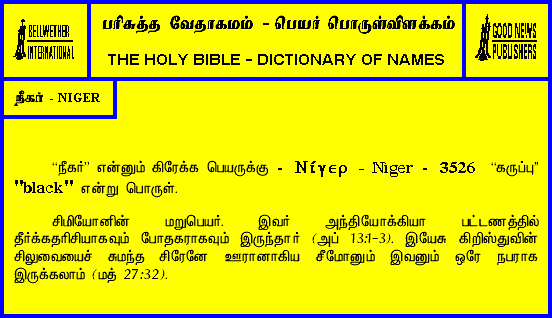 BELLWETHER
INTERNATIONAL
பரிசுத்த வேதாகமம் - பெயர் பொருள்விளக்கம்
THE HOLY BIBLE - DICTIONARY OF NAMES
GOOD NEWS
PUBLISHERS
நீகர் - NIGER
“நீகர்” என்னும் கிரேக்க பெயருக்கு - Νίγερ - Niger - 3526 “கருப்பு”
"black" என்று பொருள்.
சிமியோனின் மறுபெயர். இவர் அந்தியோக்கியா பட்டணத்தில்
தீர்க்கதரிசியாகவும் போதகராகவும் இருந்தார் (அப் 13:1-3). இயேசு கிறிஸ்துவின்
சிலுவையைச் சுமந்த சிரேனே ஊரானாகிய சீமோனும் இவனும் ஒரே நபராக
இருக்கலாம் (மத் 27:32).